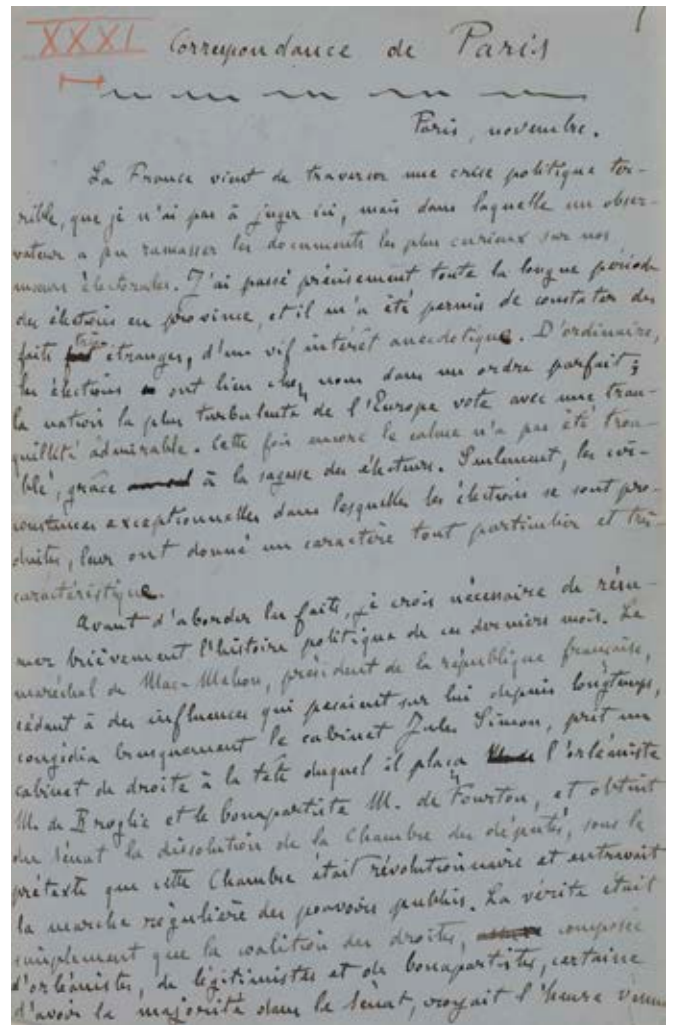 XXXI Correspondance de Paris
Paris, novembre.
La France vient de traverser une crise politique ter-
rible, que je n'ai pas à juger ici, mais dans laquelle un obser-
vateur a pu ramasser les documents les plus curieux sur nos
mœurs électorales. J'ai passé précisément toute la longue période
des élections en province, et il m'a été permis de constater des
faits très étranges, d'un vif intérêt anecdotique. D'ordinaire,
les élections ont lieu chez nous dans un ordre parfait ;
la nation la plus turbulente de l'Europe vote avec une tran-
quillité admirable. Cette fois encore le calme n'a pas été trou-
blé, grâce à la sagesse des électeurs. Seulement, les cir-
constances exceptionnelles dans lesquelles les élections se sont pro-
duites, leur ont donné un caractère tout particulier et très
caractéristique.
Avant d'aborder les faits, je crois nécessaire de résu-
mer brièvement l'histoire politique de ces derniers mois. Le
maréchal de Mac-Mahon, président de la république française,
cédant à des influences qui pesaient sur lui depuis longtemps,
congédia brusquement le cabinet Jules Simon, prit un
cabinet de droite à la tête duquel il plaça l'orléaniste
M. de Broglie et le bonapartiste M. de Fourtou, et obtint
du Sénat la dissolution de la Chambre des députés, sous le
prétexte que cette Chambre était révolutionnaire et entravait
la marche régulière des pouvoirs publics. La vérité était
simplement que la coalition des droites, composée
d'orléanistes, de légitimistes et de bonapartistes, certaine
d'avoir la majorité dans le Sénat, croyait l'heure venue